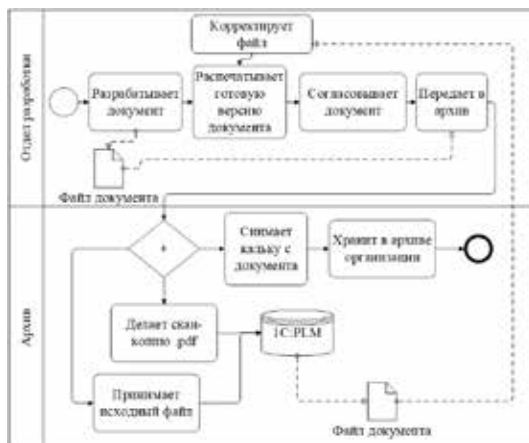 Отдел разработки
Корректирует
файл
Разрабатывает
документ
Распечатывает
готовую
версию
документа
Согласовывает
документ
Передает в
архив
Файл документа
Архив
+
Снимает
кальку с
документа
Хранит в архиве
организации
Делает скан-
копию .pdf
1С:PLM
Принимает
исходный файл
Файл документа